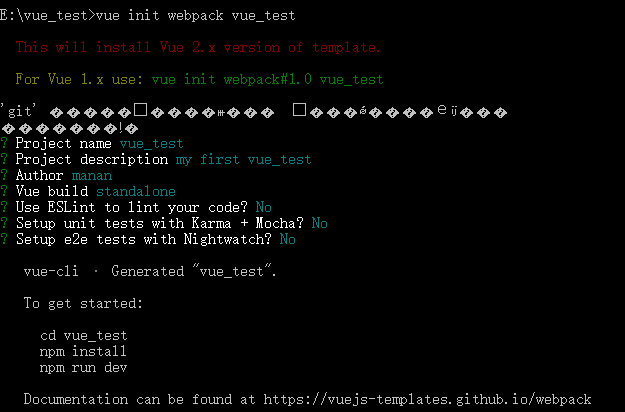 E:\vue_test>vue init webpack vue_test
This will install Vue 2.x version of template.
For Vue 1.x use: vue init webpack#1.0 vue_test
'git'
? Project name vue_test
? Project description my first vue_test
? Author manan
? Vue build standalone
? Use ESLint to lint your code? No
? Setup unit tests with Karma + Mocha? No
? Setup e2e tests with Nightwatch? No
vue-cli · Generated "vue_test".
To get started:
cd vue_test
npm install
npm run dev
Documentation can be found at https://vuejs-templates.github.io/webpack